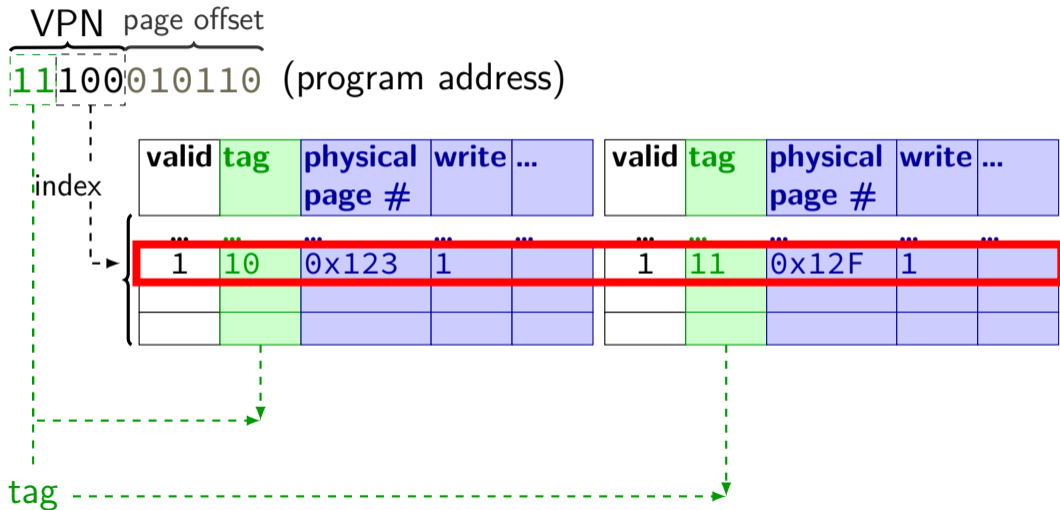 VPN page offset
11100010110 (program address)
valid tag physical page # write ... valid tag physical page # write ...
index
... ... ... ... ... ... ... ... ... ...
1 10 0x123 1 1 11 0x12F 1
tag